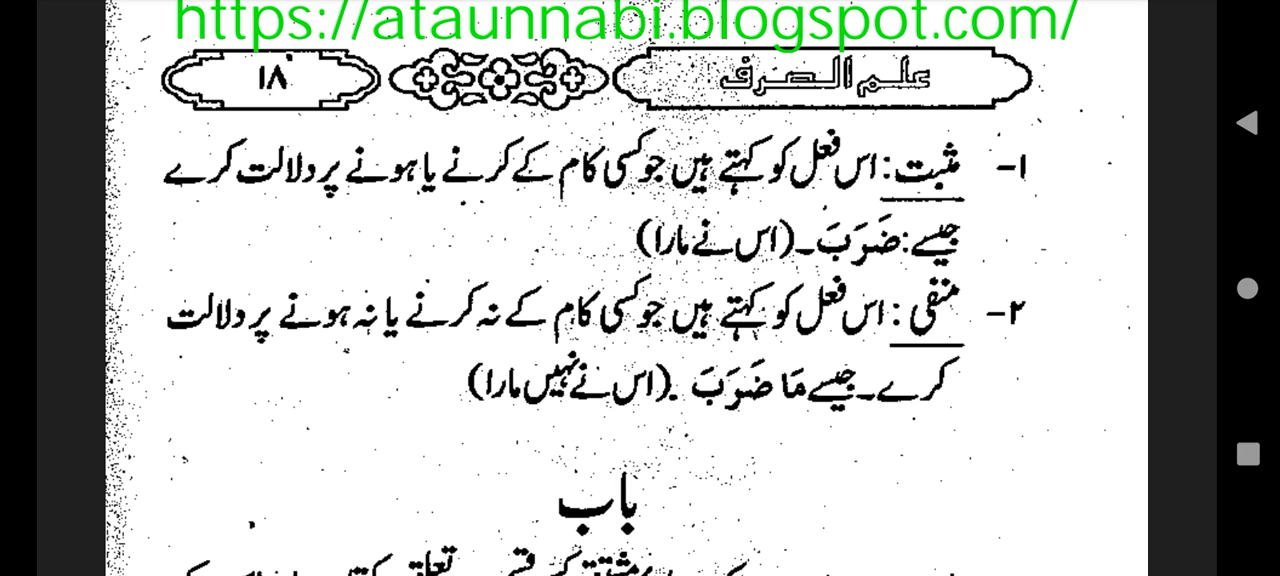 https://ataunnabi.blogspot.com/
علم الصرف ۱۸
۱- مثبت: اس فعل کو کہتے ہیں جو کسی کام کے کرنے یا ہونے پر دلالت کرے
جیسے: ضَرَبَ۔ (اس نے مارا)
۲- منفی: اس فعل کو کہتے ہیں جو کسی کام کے نہ کرنے یا نہ ہونے پر دلالت
کرے۔ جیسے مَا ضَرَبَ۔ (اس نے نہیں مارا)
باب